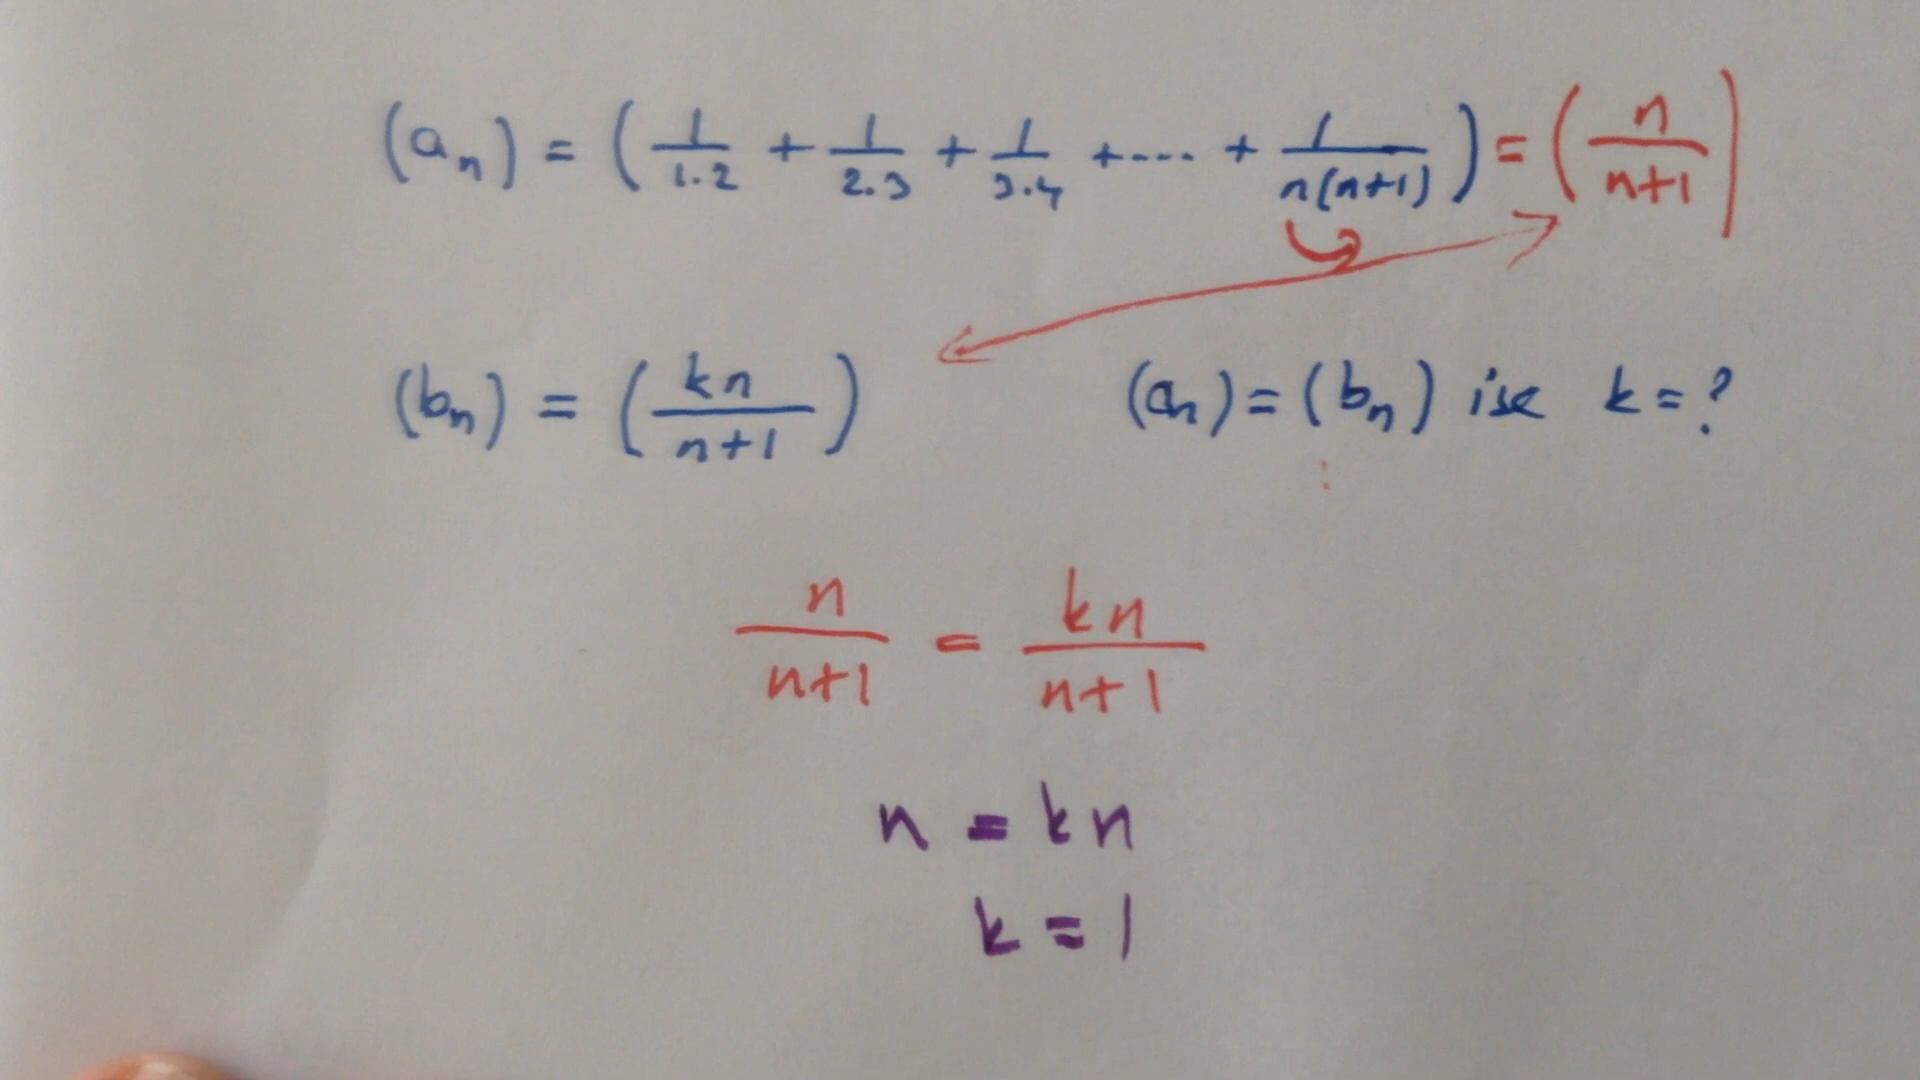 (aₙ) = (1/1.2 + 1/2.3 + 1/3.4 + .... + 1/n(n+1)) = (n/n+1)
(bₙ) = (kn/n+1) (aₙ) = (bₙ) ise k = ?
n/n+1 = kn/n+1
n = kn
k = 1